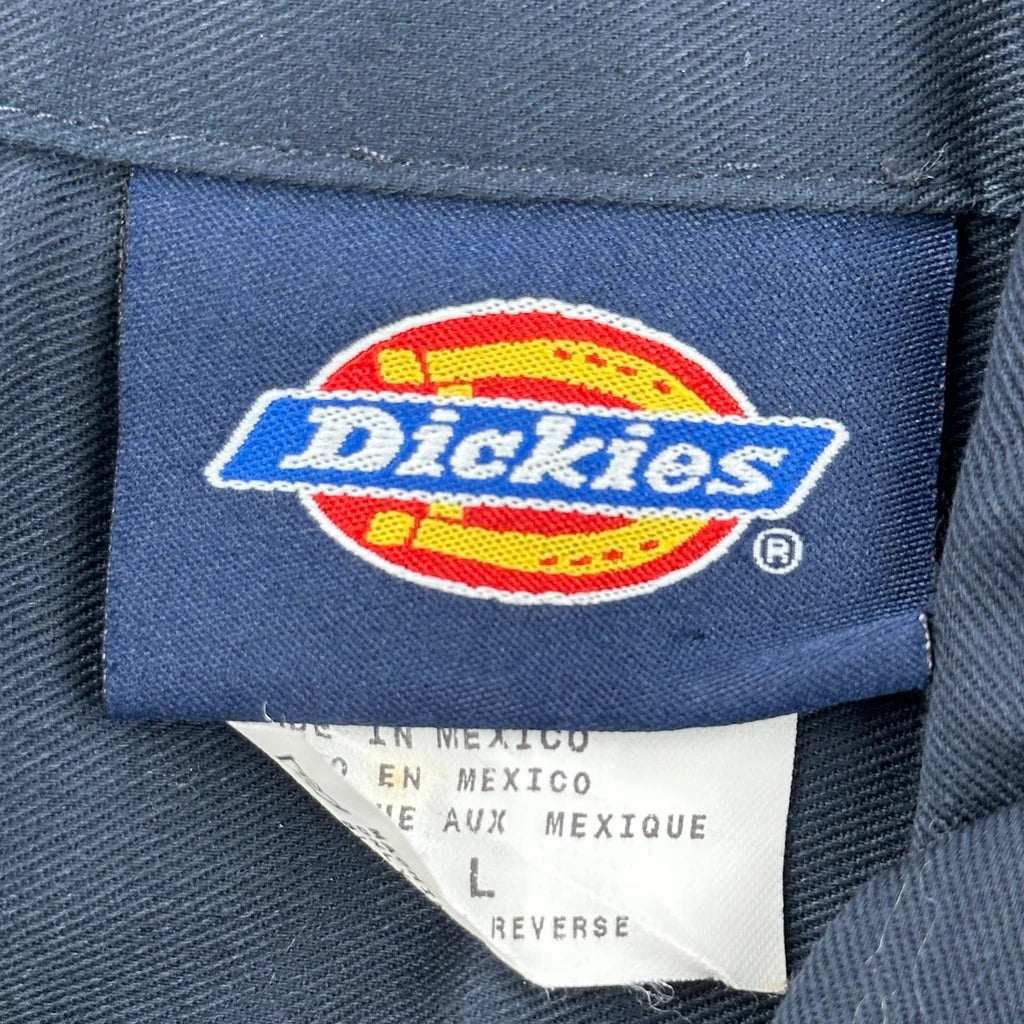 Dickies
®
IN MEXICO
EN MEXICO
AUX MEXIQUE
L
REVERSE